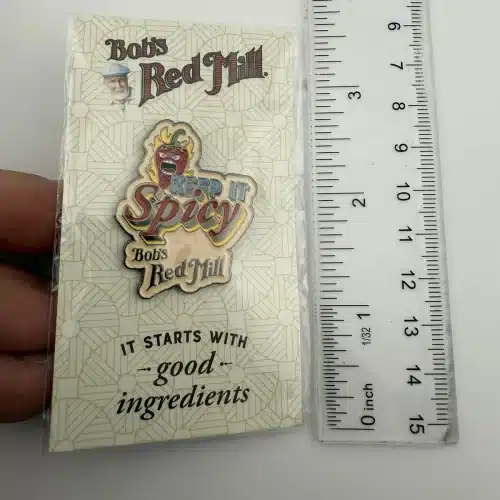 Bob's
Red Mill.
KEEP IT
Spicy
Bob's
Red Mill
IT STARTS WITH
good
ingredients
6
7
8
9
10
11
12
13
14
15
3
2
1
1/32
0 inch